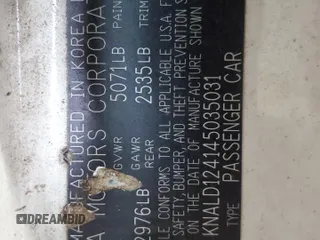 MANUFACTURED IN KOREA
A MOTORS CORPORA
GVWR 5071LB PAIN
2976LB GAWR REAR 2535LB TRIM
LE CONFORMS TO ALL APPLICABLE U.S.A. F
SAFETY, BUMPER, AND THEFT PREVENTION S
ON THE DATE OF MANUFACTURE SHOWN
KNALD124145035031
TYPE PASSENGER CAR
DREAMBID